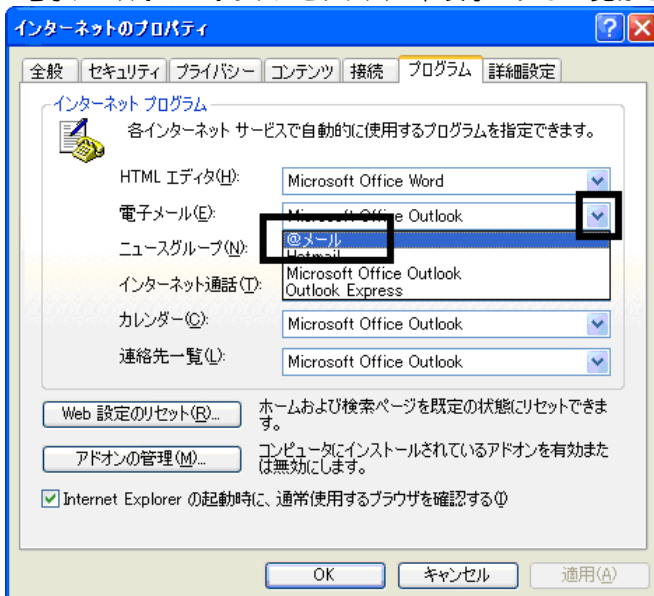 インターネットのプロパティ
全般 セキュリティ プライバシー コンテンツ 接続 プログラム 詳細設定
インターネット プログラム
各インターネット サービスで自動的に使用するプログラムを指定できます。
HTML エディタ(H): Microsoft Office Word
電子メール(E): Microsoft Office Outlook
@メール
Hotmail
ニュースグループ(N):
Microsoft Office Outlook
インターネット通話(T):
Outlook Express
カレンダー(C): Microsoft Office Outlook
連絡先一覧(L): Microsoft Office Outlook
Web 設定のリセット(R)... ホームおよび検索ページを既定の状態にリセットできま
す。
アドオンの管理(M)... コンピュータにインストールされているアドオンを有効また
は無効にします。
Internet Explorer の起動時に、通常使用するブラウザを確認する(I)
OK キャンセル 適用(A)